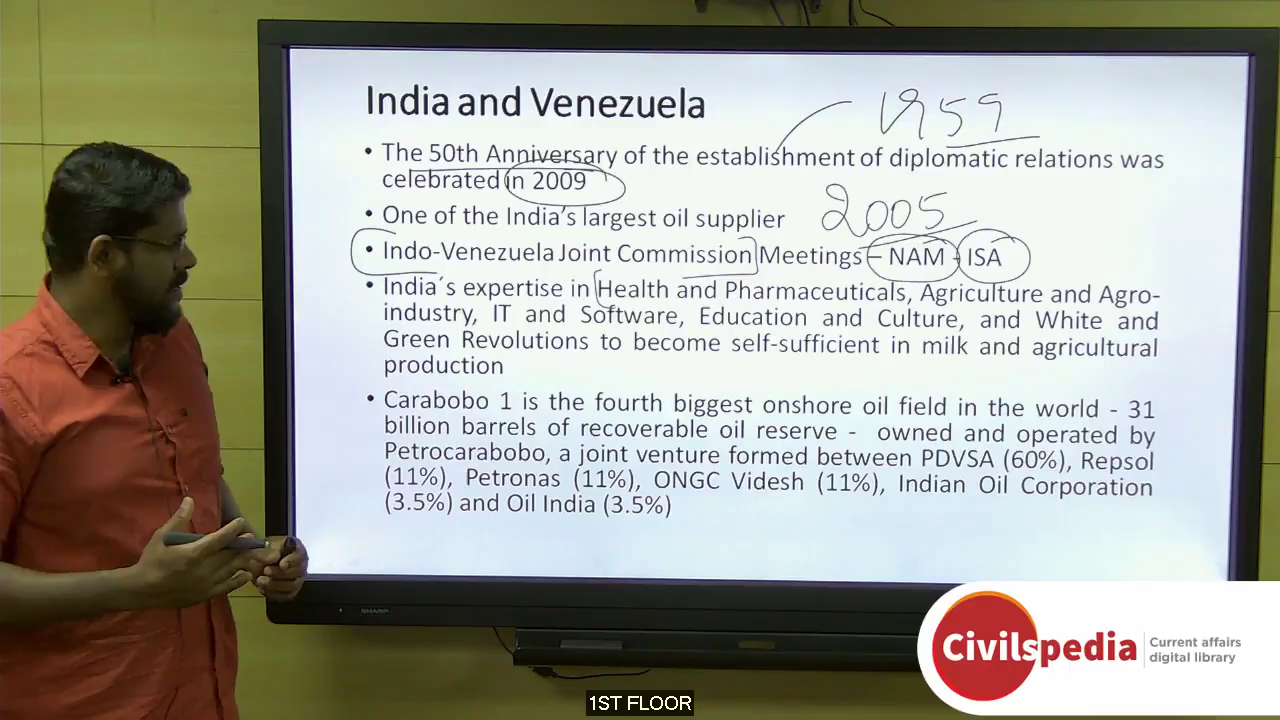 India and Venezuela
1959
• The 50th Anniversary of the establishment of diplomatic relations was
celebrated in 2009
2005
• One of the India's largest oil supplier
• Indo-Venezuela Joint Commission Meetings – NAM - ISA
• India´s expertise in Health and Pharmaceuticals, Agriculture and Agro-
industry, IT and Software, Education and Culture, and White and
Green Revolutions to become self-sufficient in milk and agricultural
production
• Carabobo 1 is the fourth biggest onshore oil field in the world - 31
billion barrels of recoverable oil reserve - owned and operated by
Petrocarabobo, a joint venture formed between PDVSA (60%), Repsol
(11%), Petronas (11%), ONGC Videsh (11%), Indian Oil Corporation
(3.5%) and Oil India (3.5%)
SHARP
Civilspedia
Current affairs
digital library
1ST FLOOR